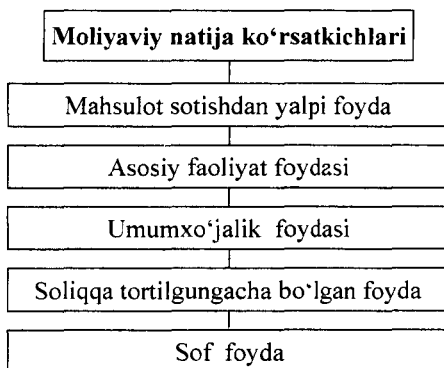 Moliyaviy natija ko‘rsatkichlari
Mahsulot sotishdan yalpi foyda
Asosiy faoliyat foydasi
Umumxo‘jalik foydasi
Soliqqa tortilgungacha bo‘lgan foyda
Sof foyda